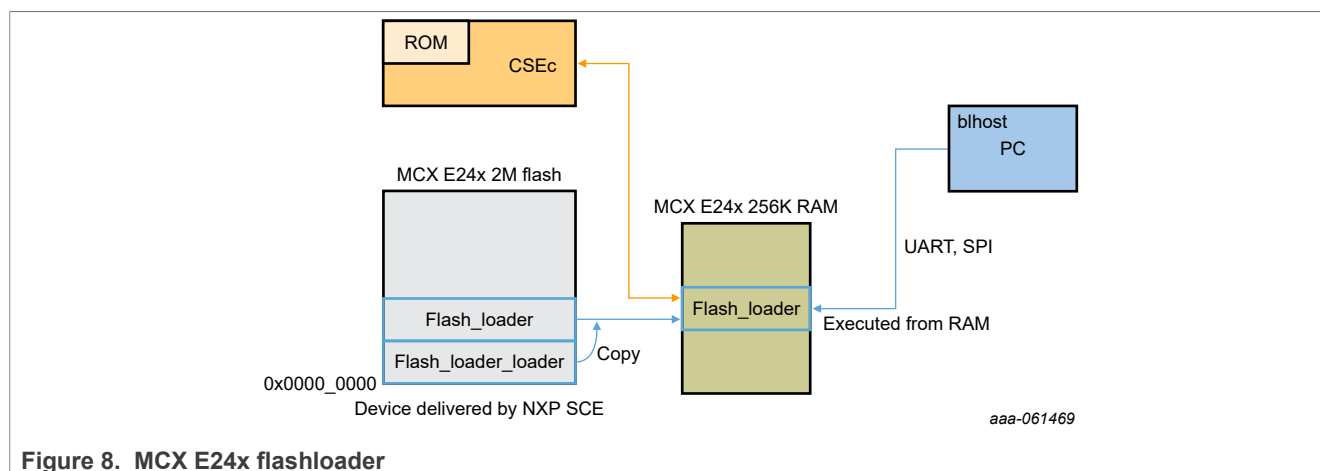 ROM
CSEc
blhost
PC
MCX E24x 2M flash
MCX E24x 256K RAM
UART, SPI
Flash_loader
Flash_loader
Executed from RAM
Flash_loader_loader
Copy
0x0000_0000
Device delivered by NXP SCE
aaa-061469
Figure 8. MCX E24x flashloader